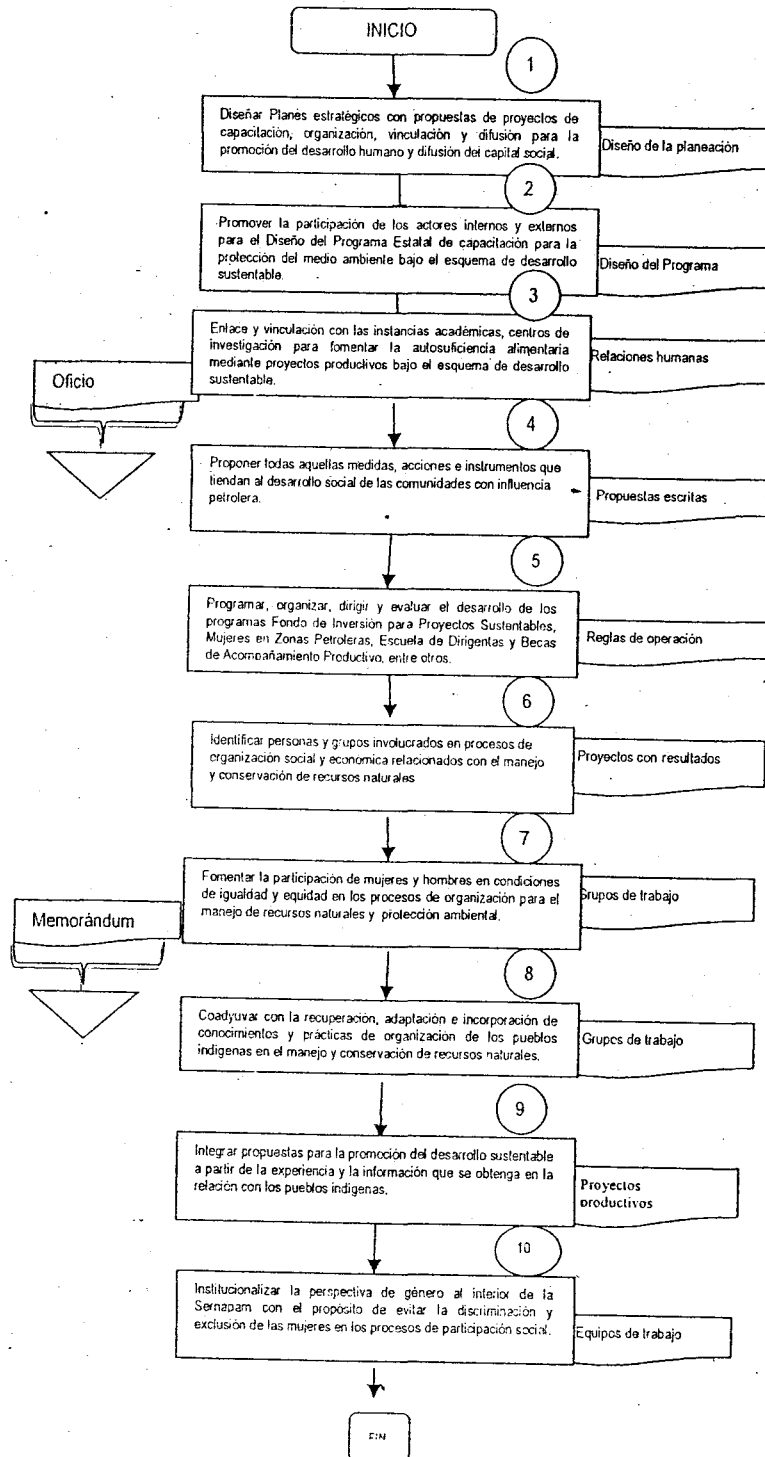 INICIO
1
Diseñar Planes estratégicos con propuestas de proyectos de
capacitación, organización, vinculación y difusión para la
promoción del desarrollo humano y difusión del capital social.
Diseño de la planeación
2
Promover la participación de los actores internos y externos
para el Diseño del Programa Estatal de capacitación para la
protección del medio ambiente bajo el esquema de desarrollo
sustentable.
Diseño del Programa
3
Enlace y vinculación con las instancias académicas, centros de
investigación para fomentar la autosuficiencia alimentaria
mediante proyectos productivos bajo el esquema de desarrollo
sustentable.
Relaciones humanas
Oficio
4
Proponer todas aquellas medidas, acciones e instrumentos que
tiendan al desarrollo social de las comunidades con influencia
petrolera.
Propuestas escritas
5
Programar, organizar, dirigir y evaluar el desarrollo de los
programas Fondo de Inversión para Proyectos Sustentables,
Mujeres en Zonas Petroleras, Escuela de Dirigentas y Becas
de Acompañamiento Productivo, entre otros.
Reglas de operación
6
Identificar personas y grupos involucrados en procesos de
organización social y económica relacionados con el manejo
y conservación de recursos naturales
Proyectos con resultados
7
Fomentar la participación de mujeres y hombres en condiciones
de igualdad y equidad en los procesos de organización para el
manejo de recursos naturales y protección ambiental.
Grupos de trabajo
Memorándum
8
Coadyuvar con la recuperación, adaptación e incorporación de
conocimientos y prácticas de organización de los pueblos
indígenas en el manejo y conservación de recursos naturales.
Grupos de trabajo
9
Integrar propuestas para la promoción del desarrollo sustentable
a partir de la experiencia y la información que se obtenga en la
relación con los pueblos indígenas.
Proyectos
productivos
10
Institucionalizar la perspectiva de género al interior de la
Sernapam con el propósito de evitar la discriminación y
exclusión de las mujeres en los procesos de participación social.
Equipos de trabajo
FIN